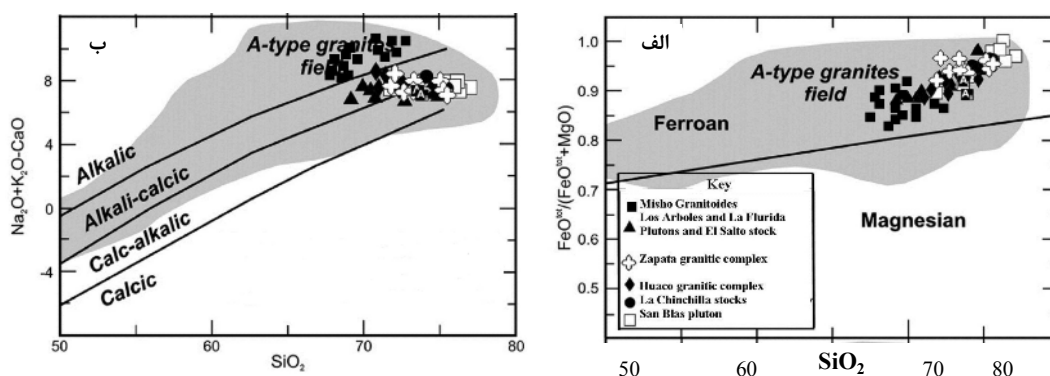 ب
A-type granites
field
Alkalic
Alkali-calcic
Calc-alkalic
Calcic
Na₂O+K₂O-CaO
8
4
0
-4
50
60
70
80
SiO₂
الف
A-type granites
field
Ferroan
Magnesian
FeOᵗᵒᵗ/(FeOᵗᵒᵗ+MgO)
1.0
0.9
0.8
0.7
0.6
0.5
Key
Misho Granitoides
Los Arboles and La Flurida
Plutons and El Salto stock
Zapata granitic complex
Huaco granitic complex
La Chinchilla stocks
San Blas pluton
50
60
SiO₂
70
80